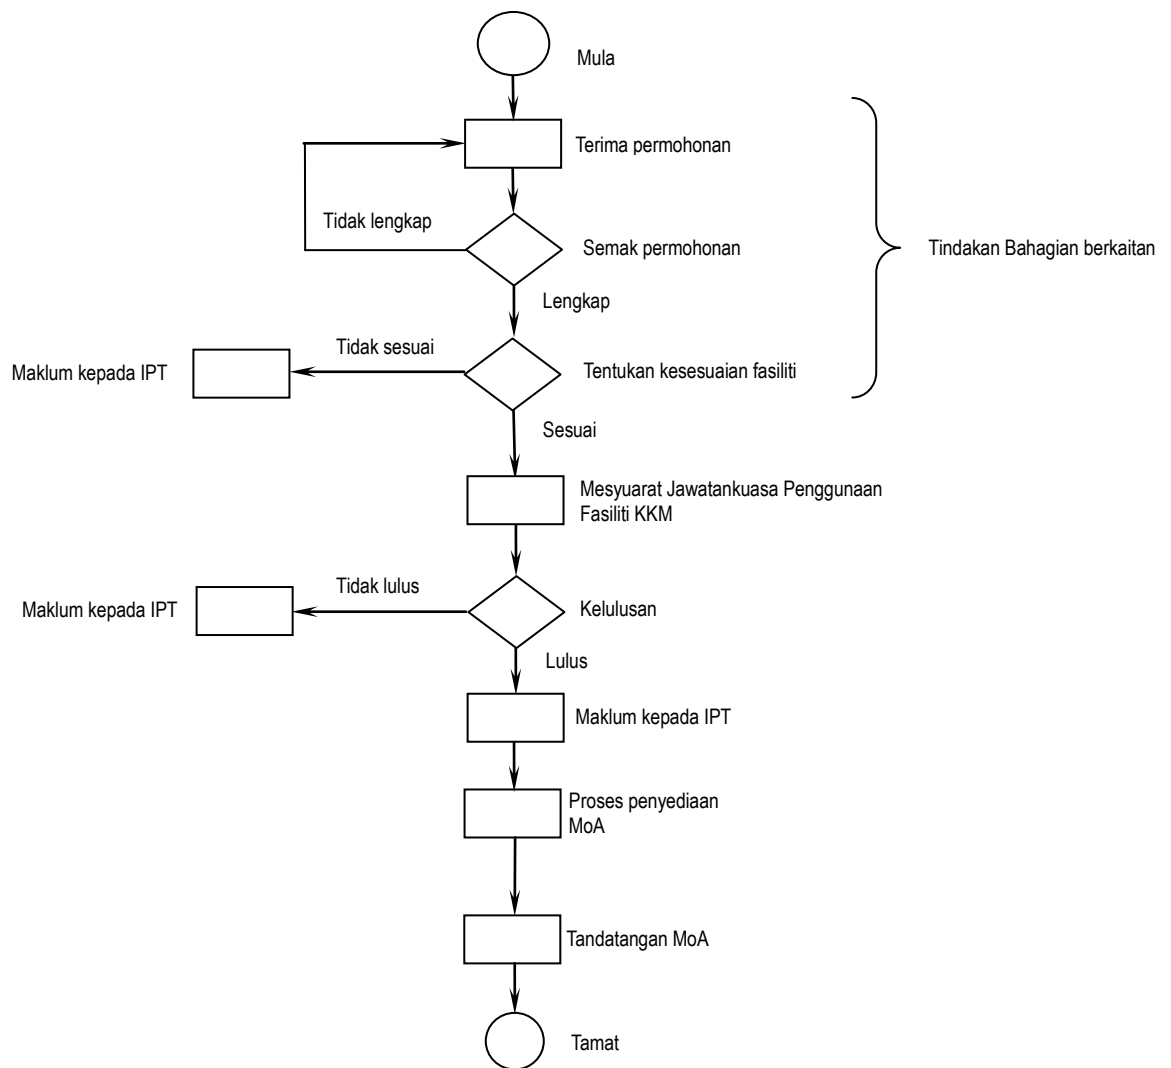 Mula
Terima permohonan
Tidak lengkap
Semak permohonan
Tindakan Bahagian berkaitan
Lengkap
Tidak sesuai
Maklum kepada IPT
Tentukan kesesuaian fasiliti
Sesuai
Mesyuarat Jawatankuasa Penggunaan
Fasiliti KKM
Tidak lulus
Maklum kepada IPT
Kelulusan
Lulus
Maklum kepada IPT
Proses penyediaan
MoA
Tandatangan MoA
Tamat